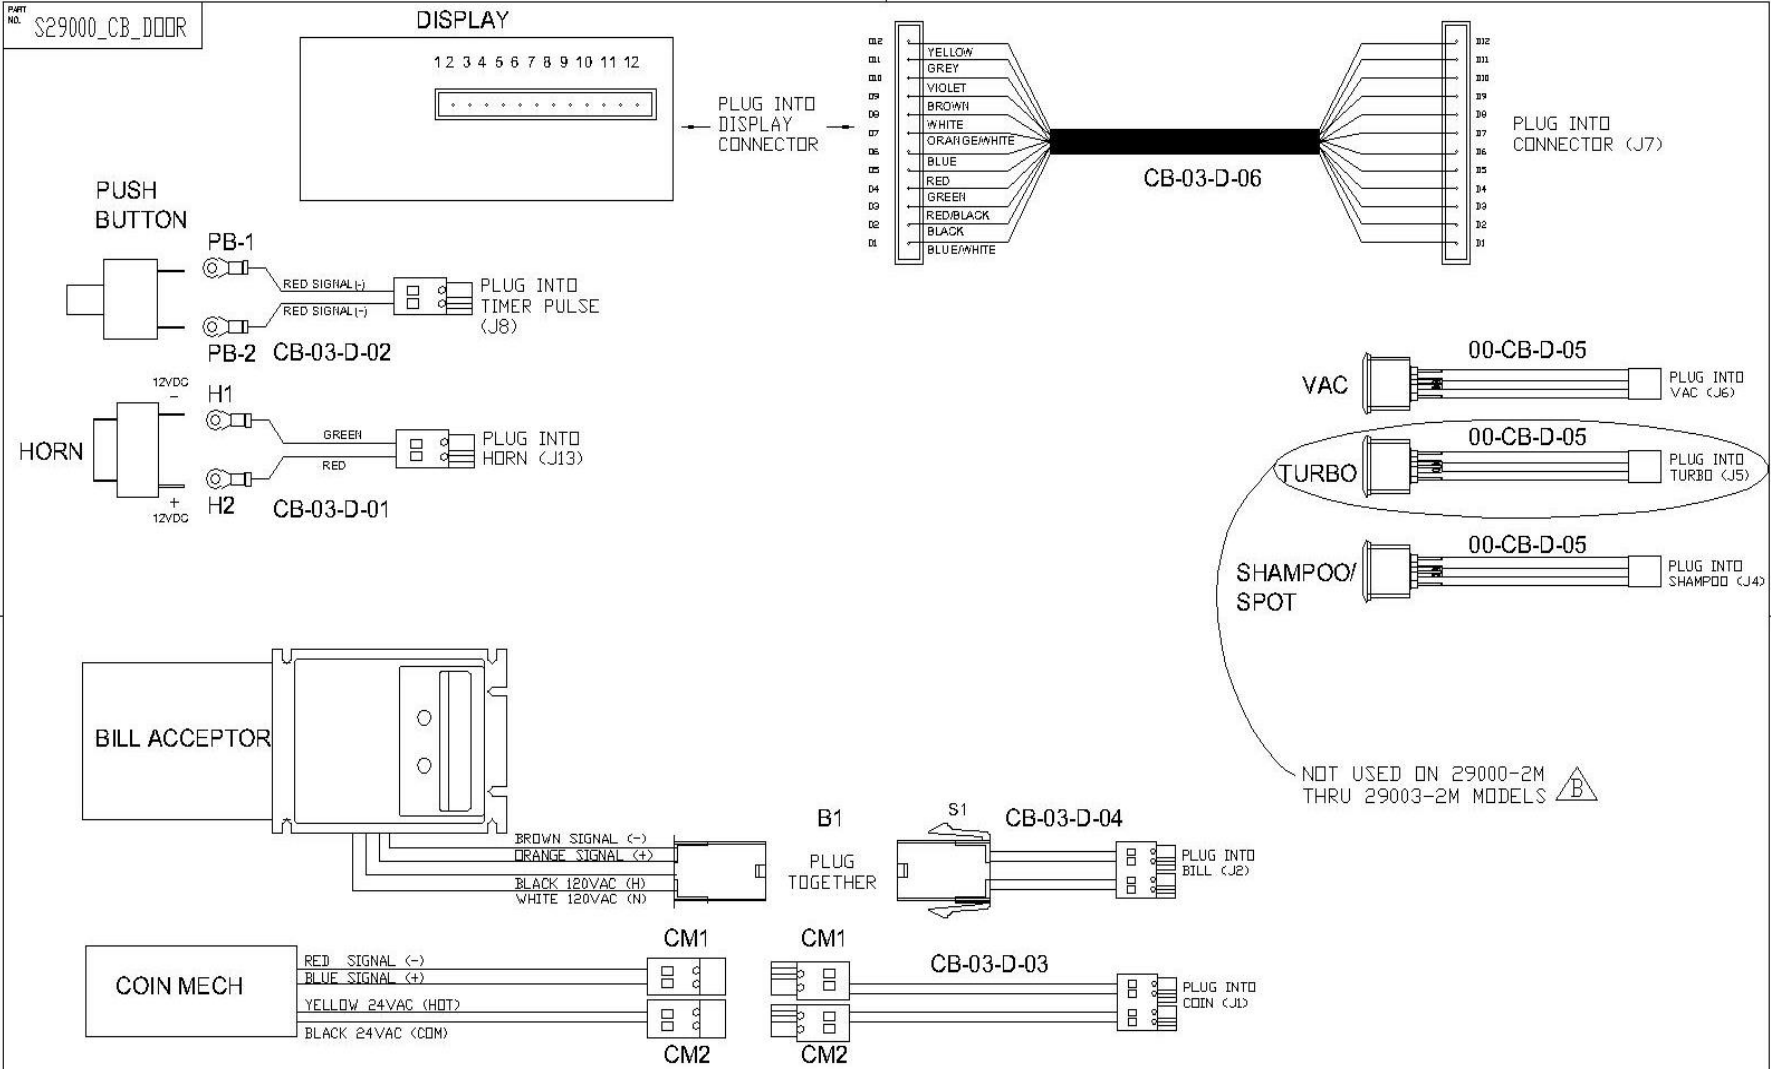 PART
NO.
S29000_CB_DOOR
DISPLAY
1 2 3 4 5 6 7 8 9 10 11 12
PLUG INTO
DISPLAY
CONNECTOR
D12
D11
D10
D9
D8
D7
D6
D5
D4
D3
D2
D1
YELLOW
GREY
VIOLET
BROWN
WHITE
ORANGE/WHITE
BLUE
RED
GREEN
RED/BLACK
BLACK
BLUE/WHITE
CB-03-D-06
D12
D11
D10
D9
D8
D7
D6
D5
D4
D3
D2
D1
PLUG INTO
CONNECTOR (J7)
PUSH
BUTTON
PB-1
RED SIGNAL(-)
RED SIGNAL(-)
PB-2
CB-03-D-02
PLUG INTO
TIMER PULSE
(J8)
HORN
12VDC
-
H1
GREEN
RED
+
12VDC
H2
CB-03-D-01
PLUG INTO
HORN (J13)
VAC
00-CB-D-05
PLUG INTO
VAC (J6)
TURBO
00-CB-D-05
PLUG INTO
TURBO (J5)
SHAMPOO/
SPOT
00-CB-D-05
PLUG INTO
SHAMPOO (J4)
NOT USED ON 29000-2M
THRU 29003-2M MODELS
B
BILL ACCEPTOR
BROWN SIGNAL (-)
ORANGE SIGNAL (+)
BLACK 120VAC (H)
WHITE 120VAC (N)
B1
PLUG
TOGETHER
S1
CB-03-D-04
PLUG INTO
BILL (J2)
COIN MECH
RED SIGNAL (-)
BLUE SIGNAL (+)
YELLOW 24VAC (HOT)
BLACK 24VAC (COM)
CM1
CM2
CM1
CM2
CB-03-D-03
PLUG INTO
COIN (J1)